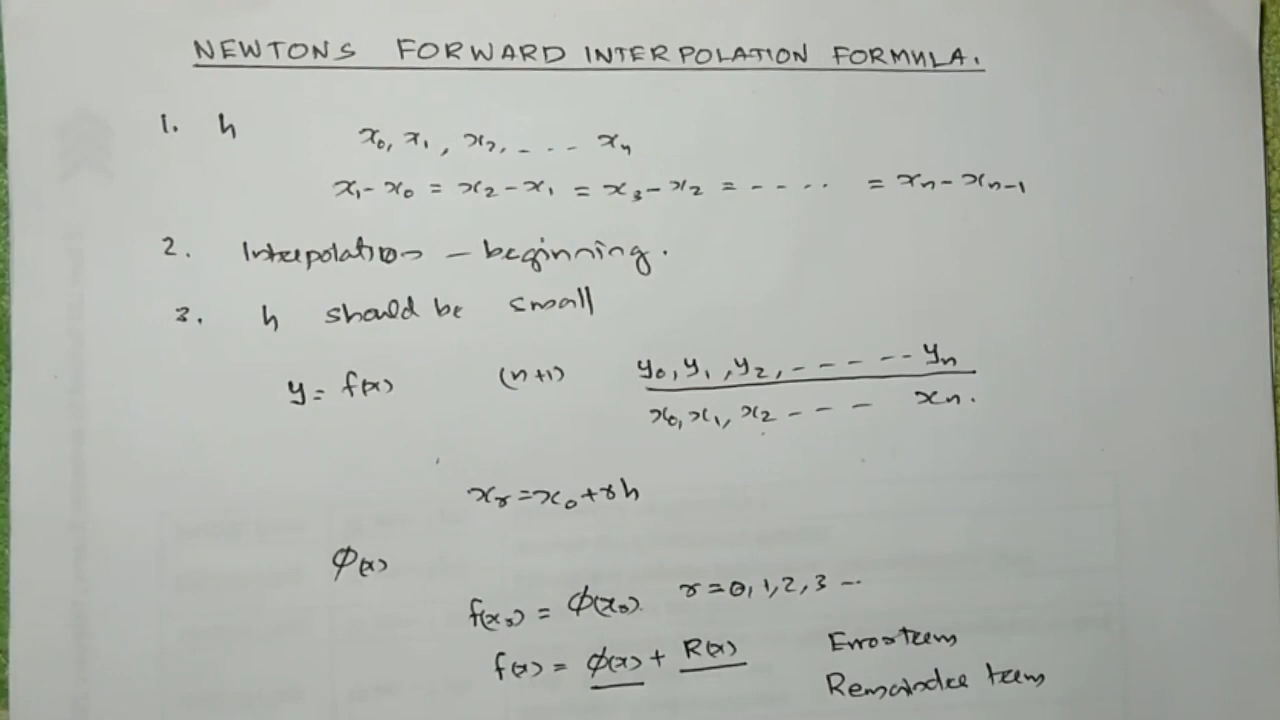 NEWTONS FORWARD INTERPOLATION FORMULA.
1. h x₀, x₁, x₂, - - - xₙ
x₁-x₀ = x₂-x₁ = x₃-x₂ = - - - . . = xₙ-xₙ₋₁
2. Interpolation - beginning.
3. h should be small
y = f(x) (n+1) y₀, y₁, y₂, - - - - - - yₙ
x₀, x₁, x₂ - - - xₙ.
xᵣ = x₀+rh
φ(x)
f(xᵣ) = φ(xᵣ). r = 0, 1, 2, 3 --
f(x) = φ(x) + R(x) Error term
Remainder term